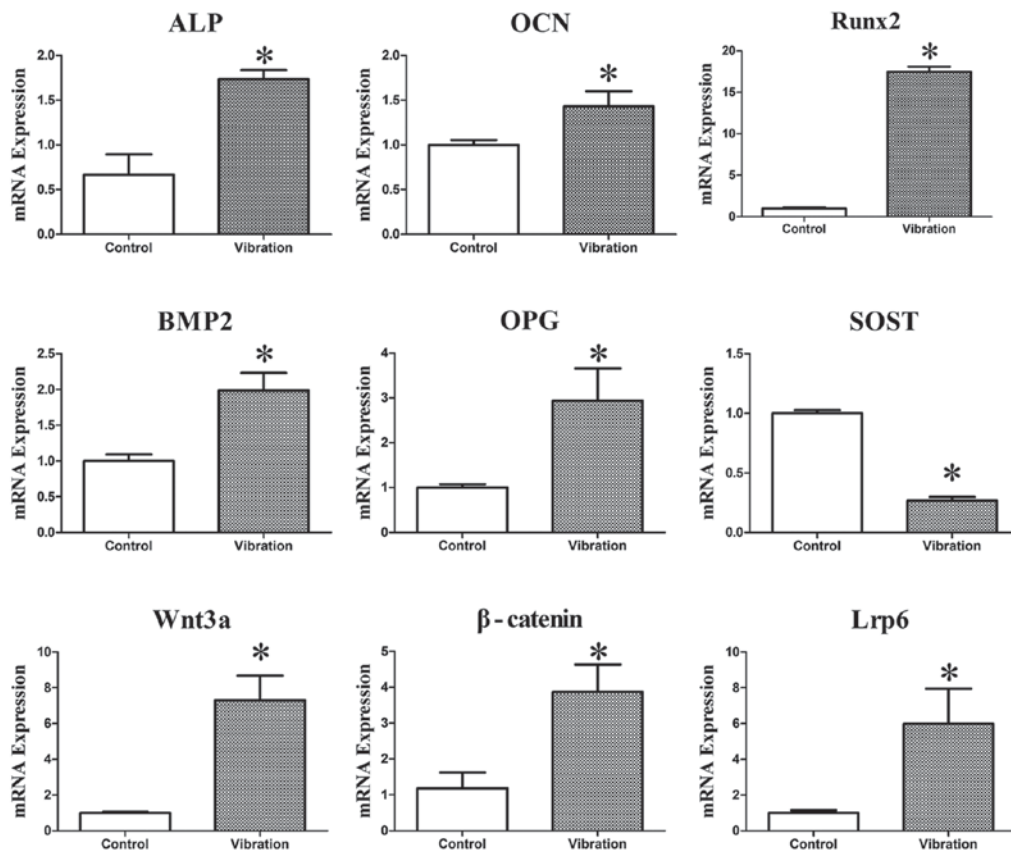 ALP
mRNA Expression
2.0
1.5
1.0
0.5
0.0
*
Control Vibration
OCN
mRNA Expression
2.0
1.5
1.0
0.5
0.0
*
Control Vibration
Runx2
mRNA Expression
20
15
10
5
0
*
Control Vibration
BMP2
mRNA Expression
2.5
2.0
1.5
1.0
0.5
0.0
*
Control Vibration
OPG
mRNA Expression
4
3
2
1
0
*
Control Vibration
SOST
mRNA Expression
1.5
1.0
0.5
0.0
*
Control Vibration
Wnt3a
mRNA Expression
10
8
6
4
2
0
*
Control Vibration
β - catenin
mRNA Expression
5
4
3
2
1
0
*
Control Vibration
Lrp6
mRNA Expression
10
8
6
4
2
0
*
Control Vibration